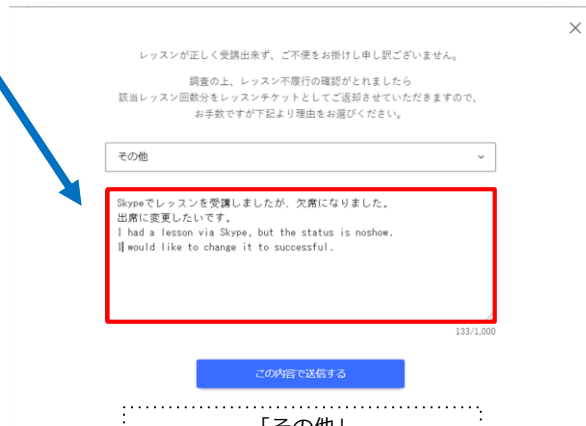 レッスンが正しく受講出来ず、ご不便をお掛けし申し訳ございません。
調査の上、レッスン不履行の確認がとれましたら
該当レッスン回数分をレッスンチケットとしてご返却させていただきますので、
お手数ですが下記より理由をお選びください。
その他
Skypeでレッスンを受講しましたが、欠席になりました。
出席に変更したいです。
I had a lesson via Skype, but the status is noshow.
I would like to change it to successful.
133/1,000
この内容で送信する
「その他」